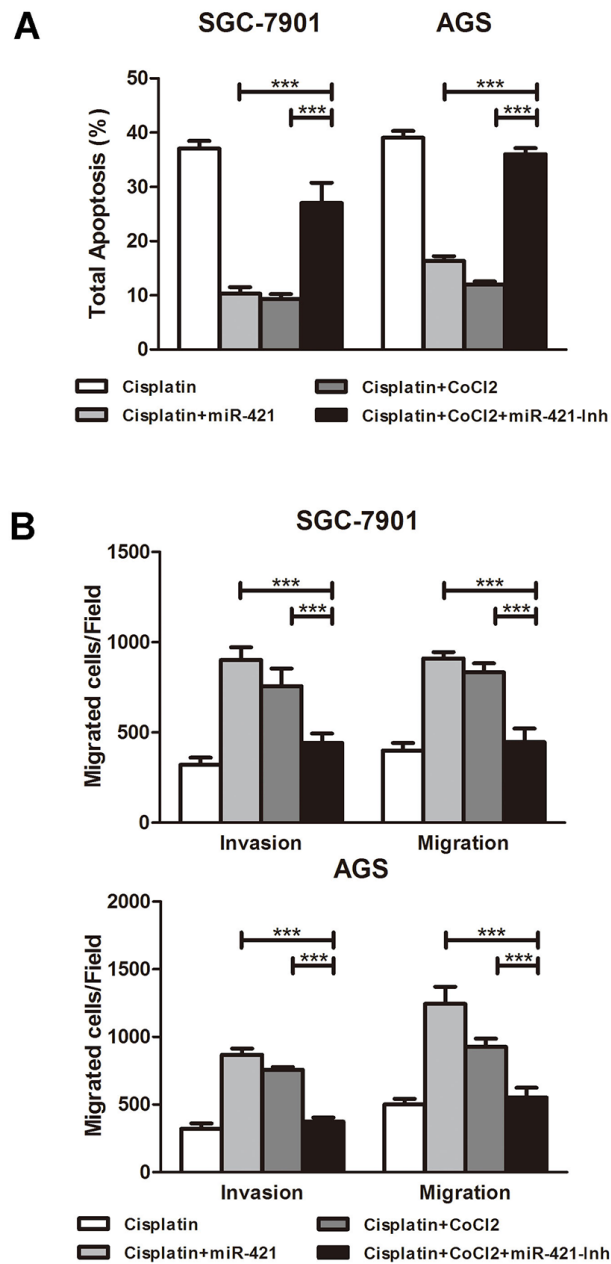 A
SGC-7901 AGS
Total Apoptosis (%)
50
40
30
20
10
0
*** ***
*** ***
Cisplatin Cisplatin+CoCl2
Cisplatin+miR-421 Cisplatin+CoCl2+miR-421-Inh
B
SGC-7901
Migrated cells/Field
1500
1000
500
0
*** ***
*** ***
Invasion Migration
AGS
Migrated cells/Field
2000
1500
1000
500
0
*** ***
*** ***
Invasion Migration
Cisplatin Cisplatin+CoCl2
Cisplatin+miR-421 Cisplatin+CoCl2+miR-421-Inh